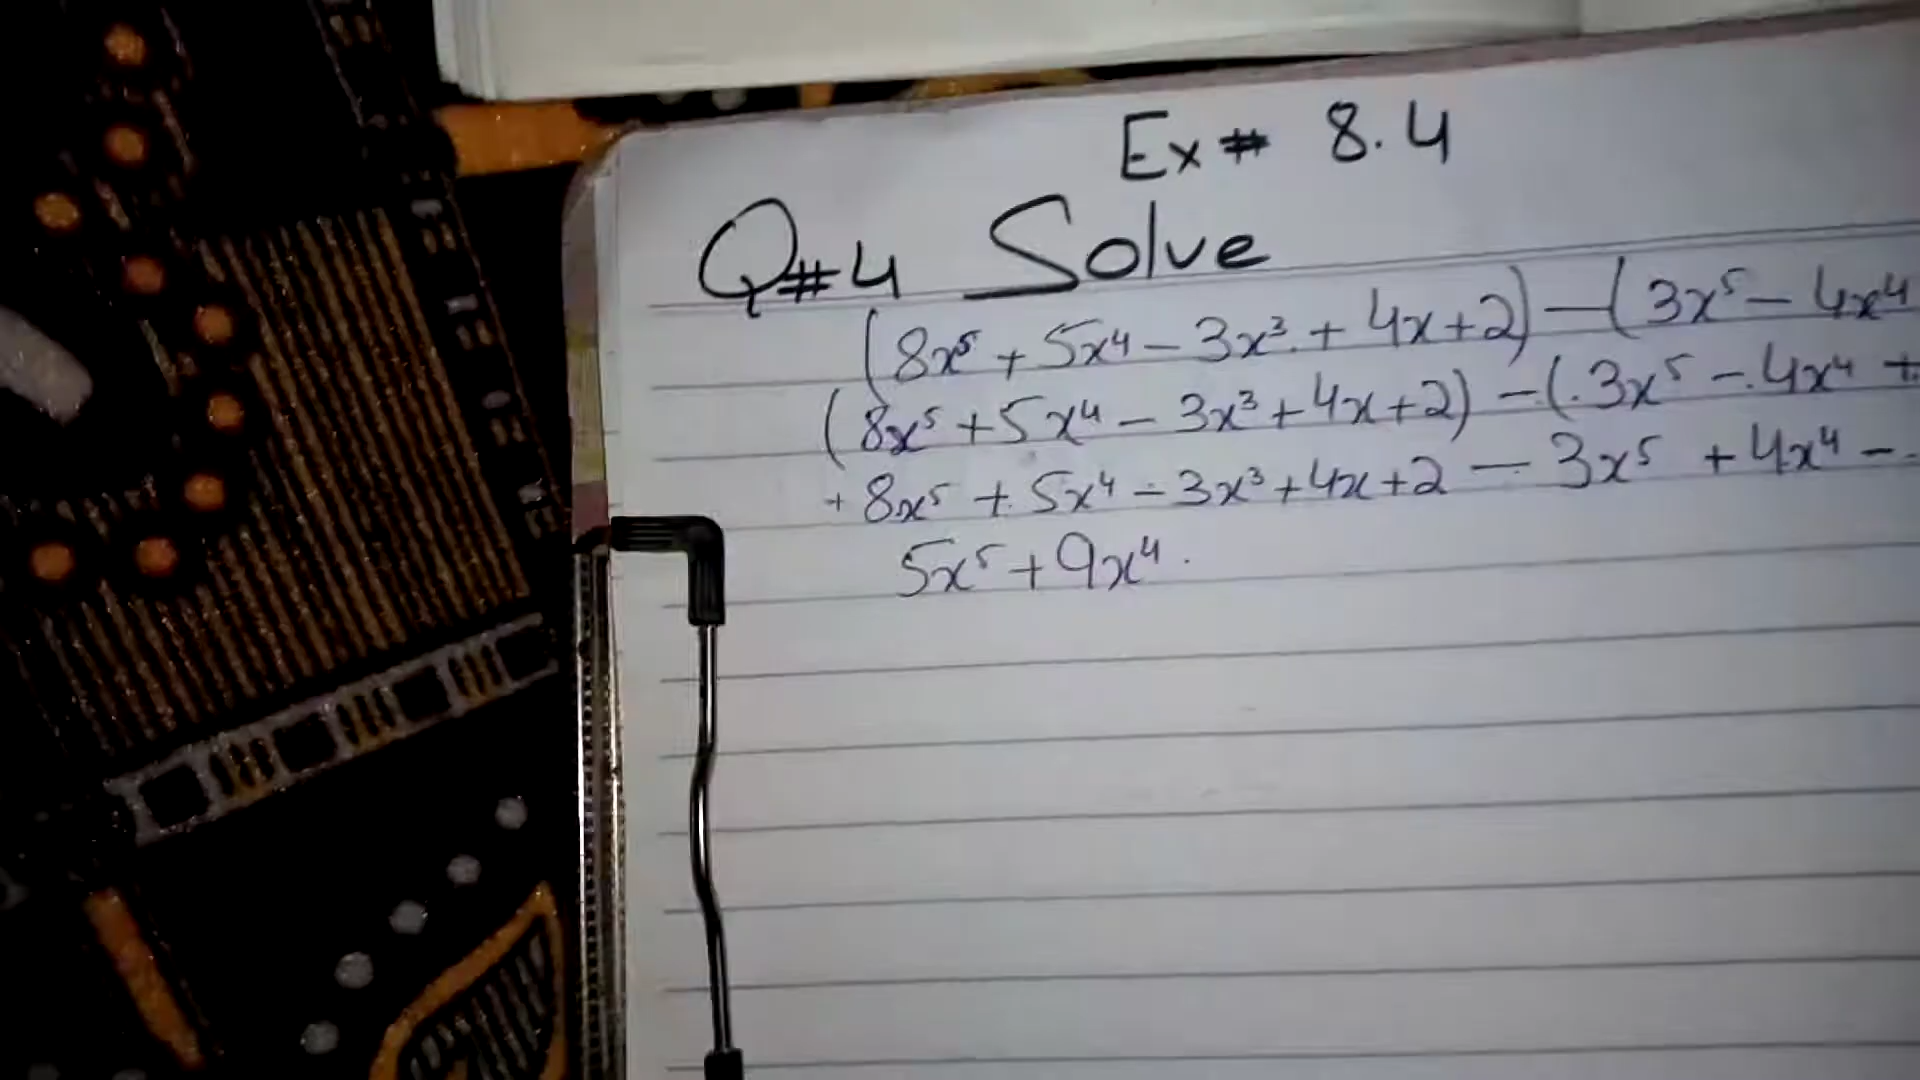 Ex # 8.4
Q#4 Solve
(8x⁵ + 5x⁴ - 3x³ + 4x + 2) - (3x⁵ - 4x⁴
(8x⁵ + 5x⁴ - 3x³ + 4x + 2) - (3x⁵ - 4x⁴ +
+ 8x⁵ + 5x⁴ - 3x³ + 4x + 2 - 3x⁵ + 4x⁴ -
5x⁵ + 9x⁴